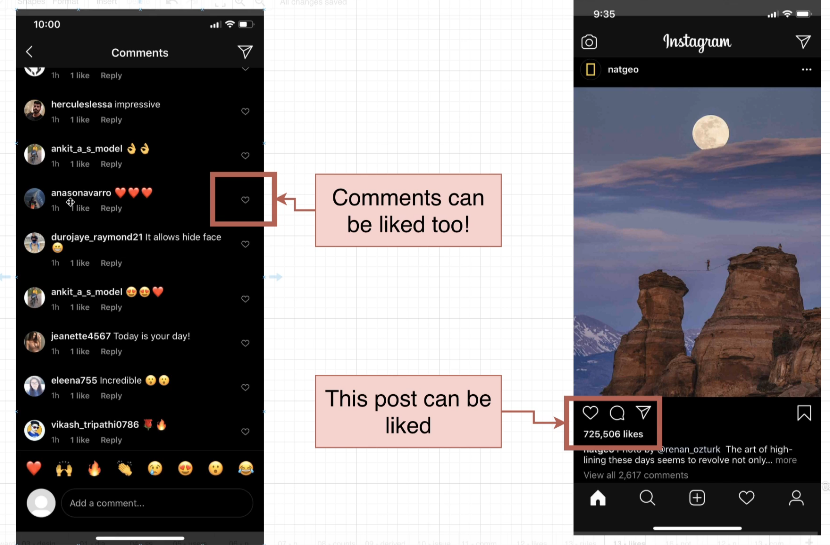 All changes saved
10:00
Comments
1h 1 like Reply
herculeslessa impressive
1h 1 like Reply
ankit_a_s_model 👌👌
1h 1 like Reply
anasonavarro ❤️❤️❤️
1h 1 like Reply
durojaye_raymond21 It allows hide face
😁
1h 1 like Reply
ankit_a_s_model 😍😍❤️
1h 1 like Reply
jeanette4567 Today is your day!
1h 1 like Reply
eleena755 Incredible 😮😮
1h 1 like Reply
vikash_tripathi0786 🌹🔥
1h 1 like Reply
❤️ 🙌 🔥 👏 😢 😍 😮 😂
Add a comment...
Comments can
be liked too!
This post can be
liked
9:35
Instagram
natgeo
725,506 likes
natgeo Photo by @renan_ozturk The art of high-
lining these days seems to revolve not only... more
View all 2,617 comments